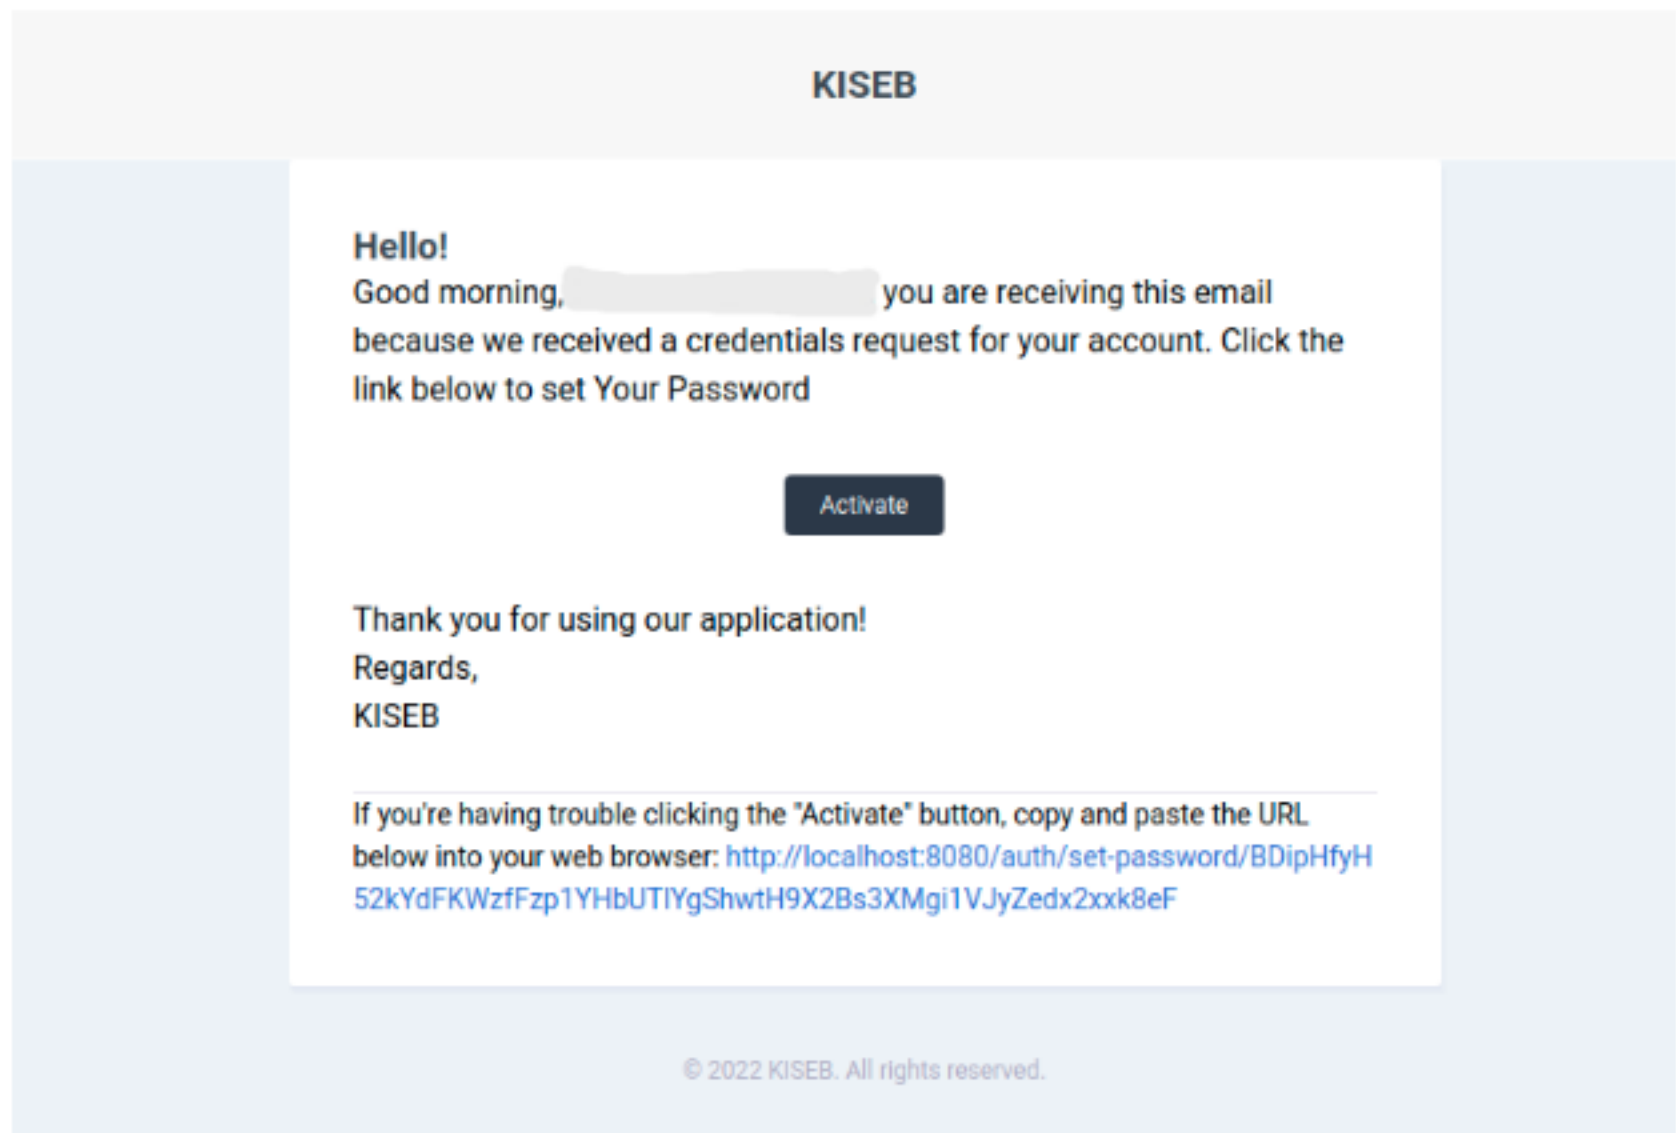 KISEB
Hello!
Good morning, you are receiving this email
because we received a credentials request for your account. Click the
link below to set Your Password
Activate
Thank you for using our application!
Regards,
KISEB
If you're having trouble clicking the "Activate" button, copy and paste the URL
below into your web browser: http://localhost:8080/auth/set-password/BDipHfyH
52kYdFKWzfFzp1YHbUTlYgShwtH9X2Bs3XMgi1VJyZedx2xxk8eF
© 2022 KISEB. All rights reserved.